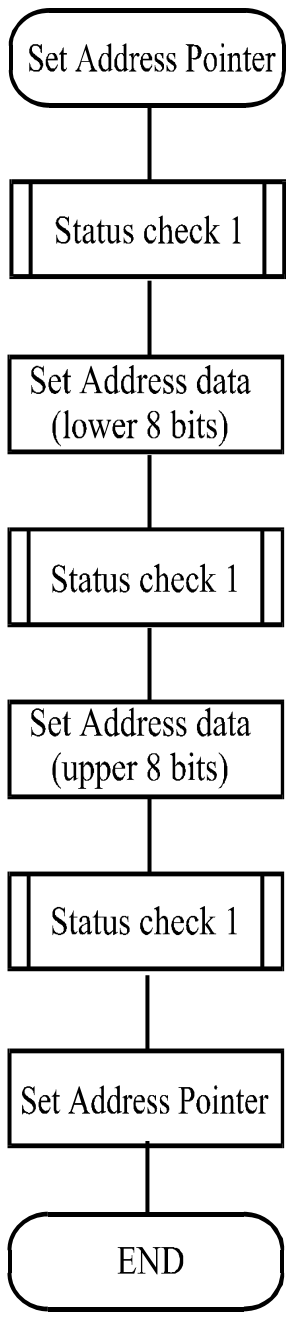 Set Address Pointer
Status check 1
Set Address data
(lower 8 bits)
Status check 1
Set Address data
(upper 8 bits)
Status check 1
Set Address Pointer
END